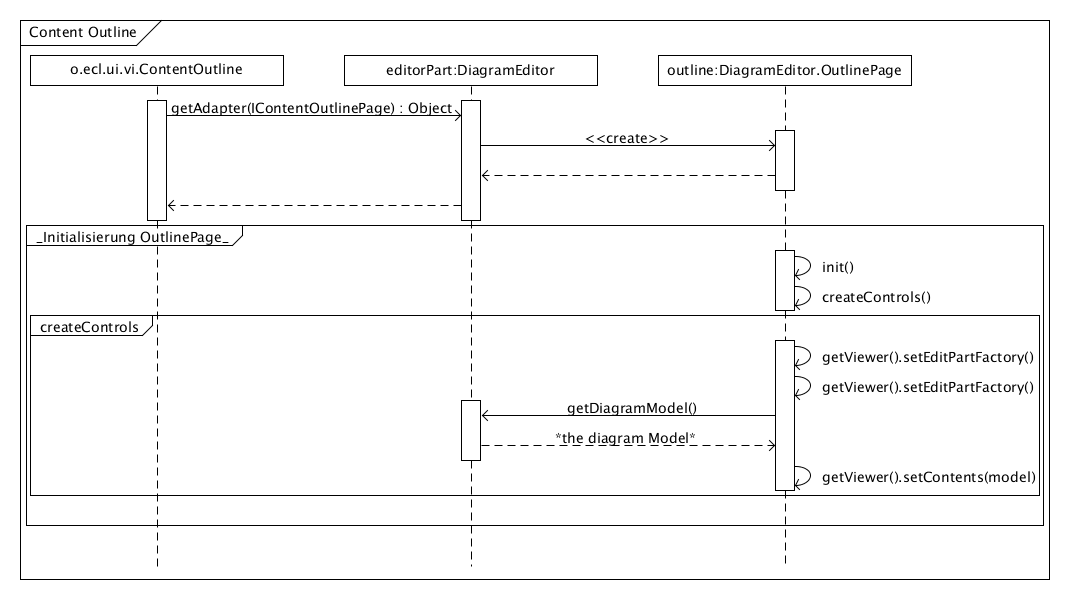 Content Outline
o.ecl.ui.vi.ContentOutline
editorPart:DiagramEditor
outline:DiagramEditor.OutlinePage
getAdapter(IContentOutlinePage) : Object
<<create>>
_Initialisierung OutlinePage_
init()
createControls()
createControls
getViewer().setEditPartFactory()
getViewer().setEditPartFactory()
getDiagramModel()
*the diagram Model*
getViewer().setContents(model)